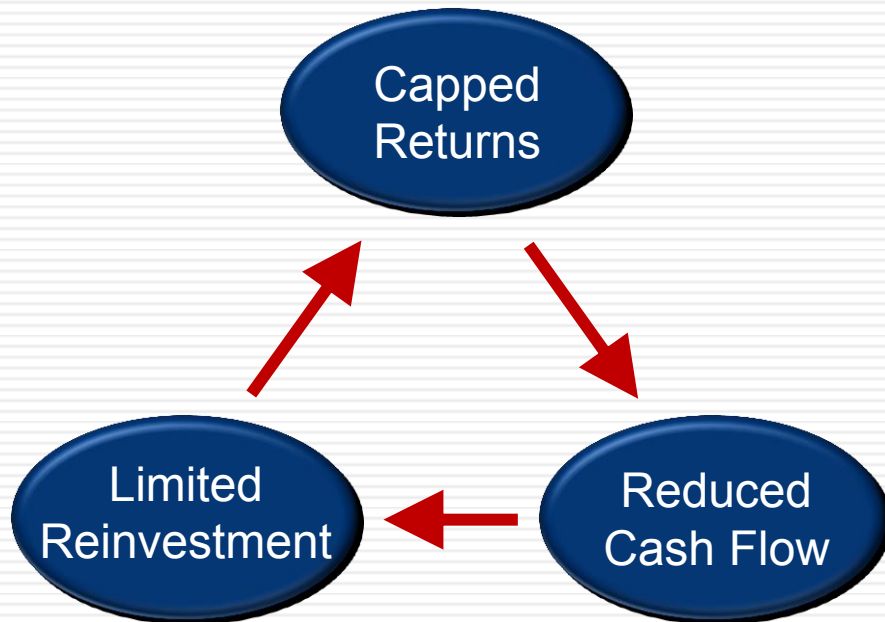 Capped
Returns
Limited
Reinvestment
Reduced
Cash Flow